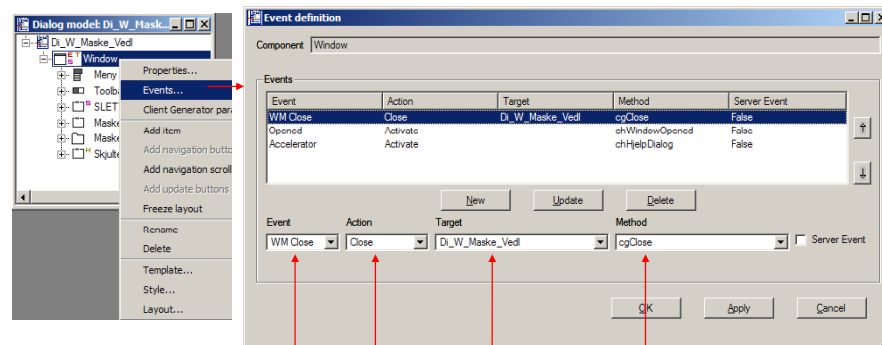 Dialog model: Di_W_Mask...
Di_W_Maske_Vedl
Window
Meny
Toolb
SLET
Maske
Maske
Skjulte
Properties...
Events...
Client Generator para
Add item
Add navigation butto
Add navigation scroll
Add update buttons
Freeze layout
Rename
Delete
Template...
Style...
Layout...
Event definition
Component Window
Events
Event Action Target Method Server Event
WM Close Close Di_W_Maske_Vedl cgClose False
Opened Activate chWindowOpened False
Accelerator Activate chHjelpDialog False
New Update Delete
Event Action Target Method
WM Close Close Di_W_Maske_Vedl cgClose Server Event
OK Apply Cancel